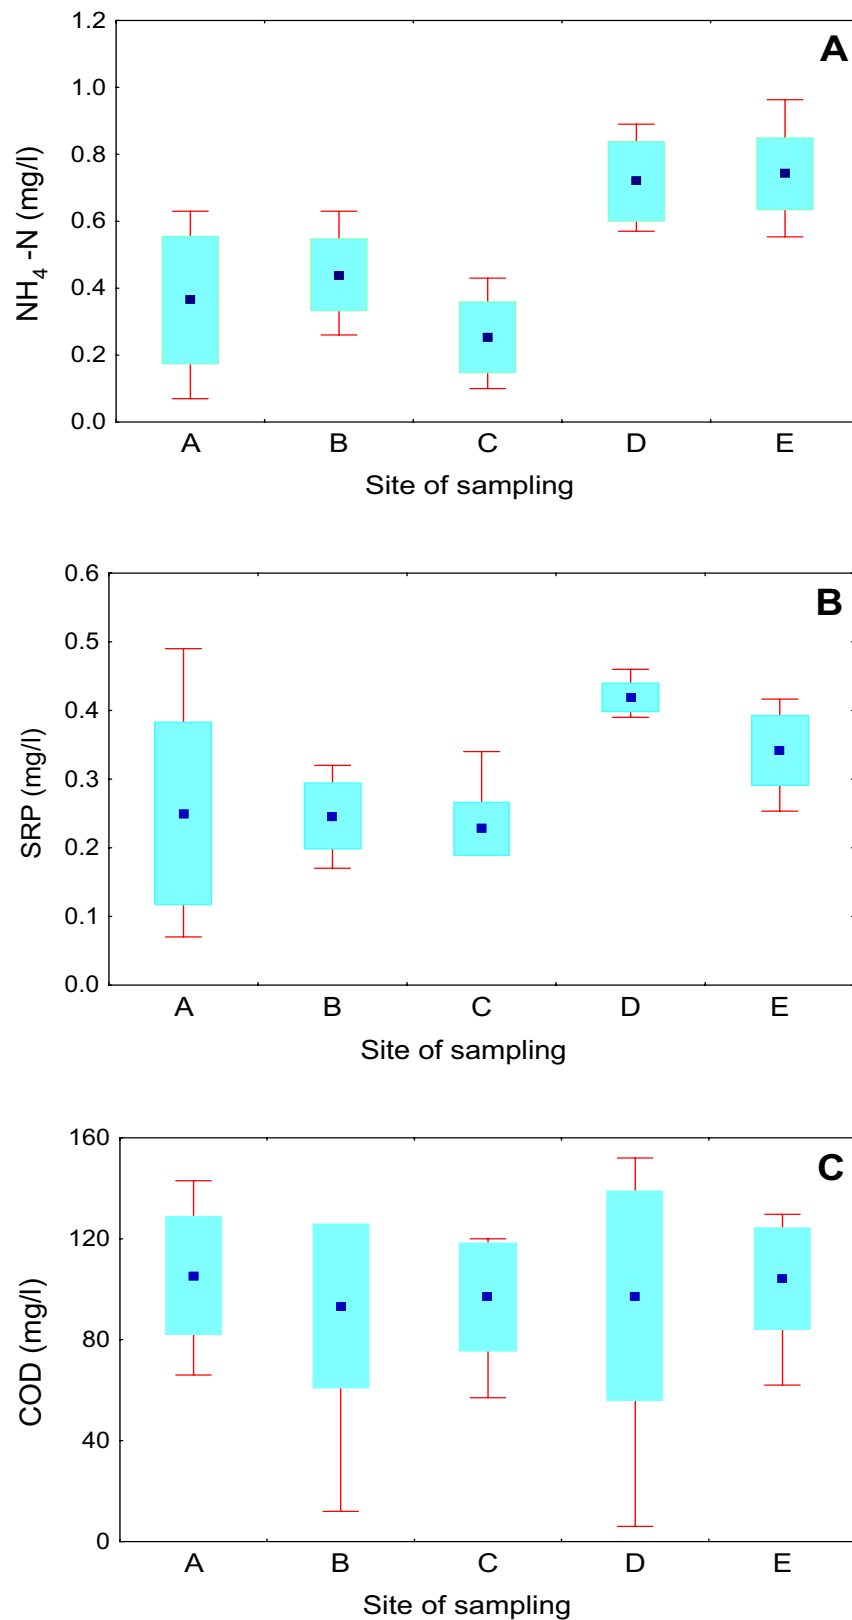 A
NH4 -N (mg/l)
1.2
1.0
0.8
0.6
0.4
0.2
0.0
A B C D E
Site of sampling
B
SRP (mg/l)
0.6
0.5
0.4
0.3
0.2
0.1
0.0
A B C D E
Site of sampling
C
COD (mg/l)
160
120
80
40
0
A B C D E
Site of sampling